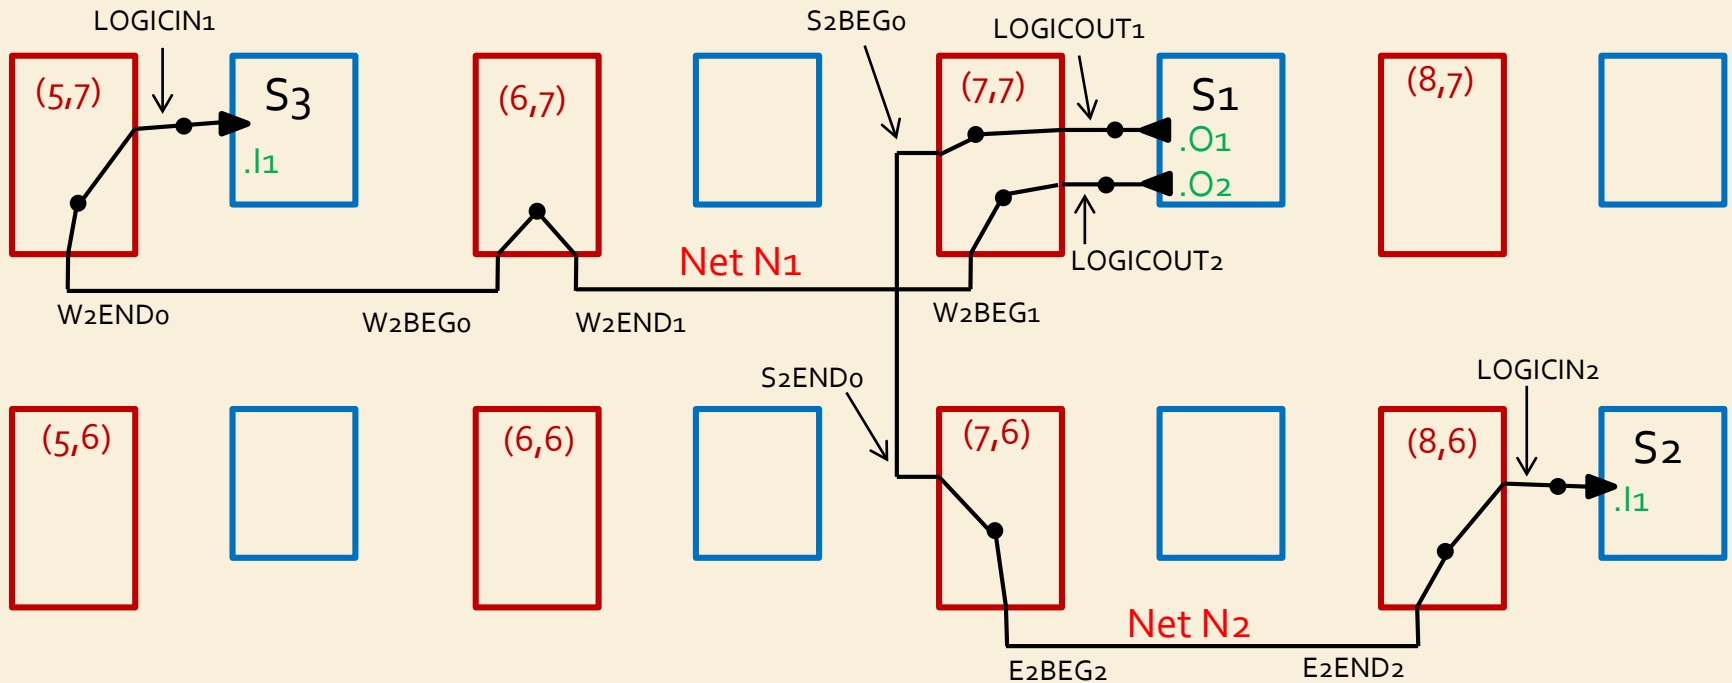 LOGICIN1
S2BEG0
LOGICOUT1
(5,7)
S3
.I1
(6,7)
(7,7)
S1
.O1
.O2
(8,7)
LOGICOUT2
Net N1
W2END0
W2BEG0
W2END1
W2BEG1
S2END0
LOGICIN2
(5,6)
(6,6)
(7,6)
(8,6)
S2
.I1
Net N2
E2BEG2
E2END2